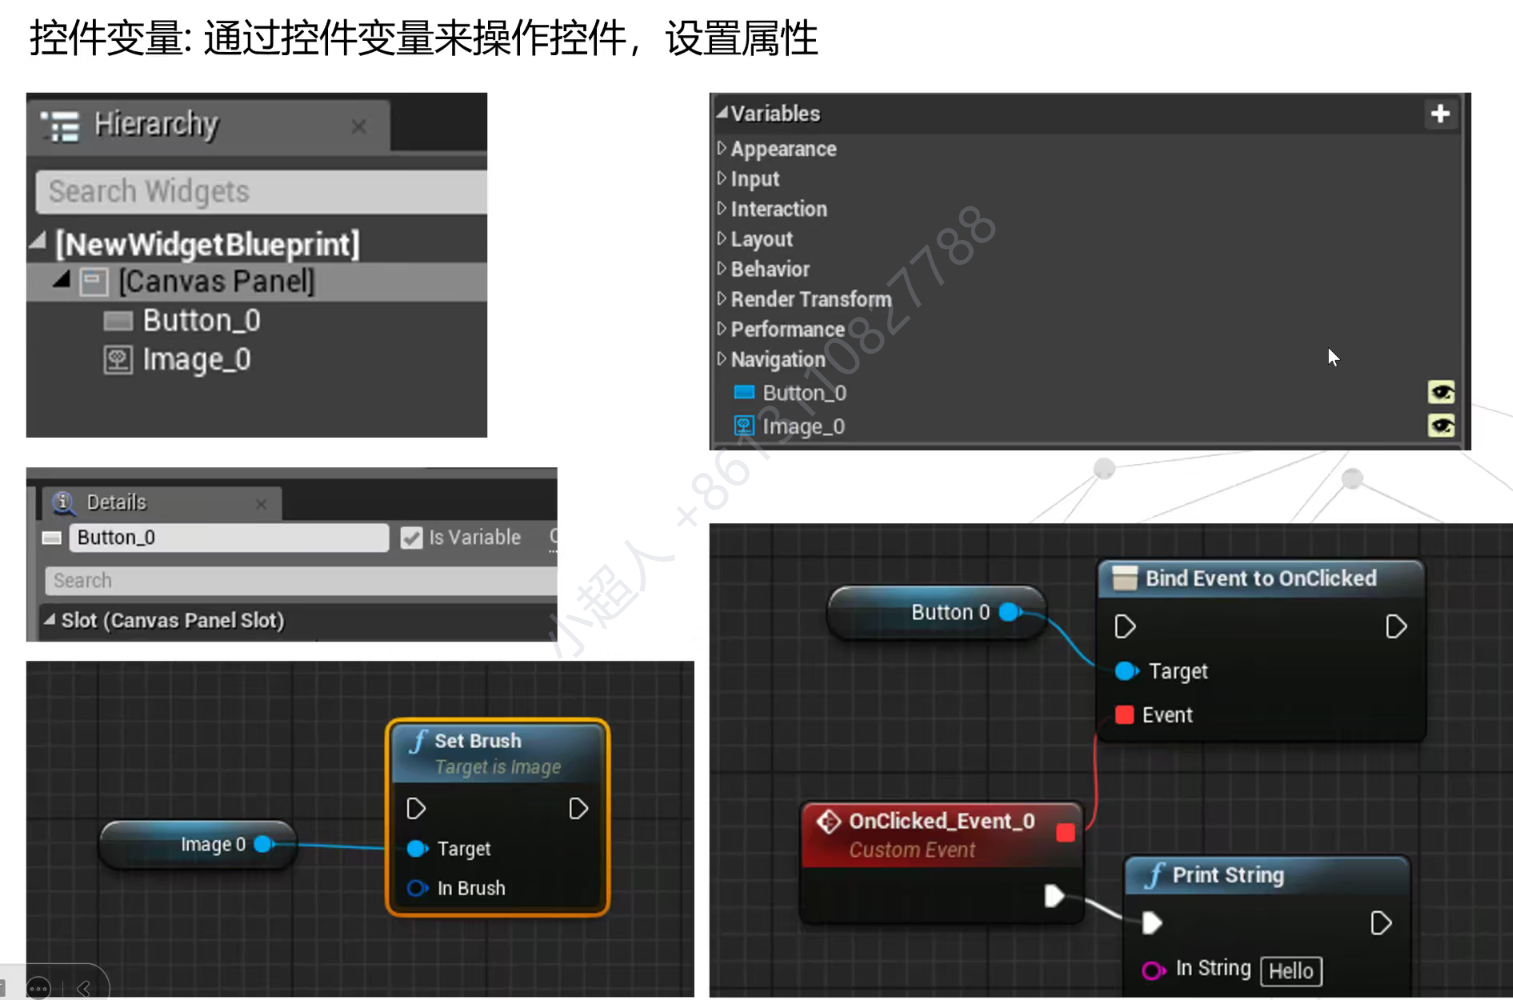 控件变量: 通过控件变量来操作控件，设置属性
Hierarchy
Search Widgets
[NewWidgetBlueprint]
[Canvas Panel]
Button_0
Image_0
Variables
Appearance
Input
Interaction
Layout
Behavior
Render Transform
Performance
Navigation
Button_0
Image_0
Details
Button_0
Is Variable
Search
Slot (Canvas Panel Slot)
Set Brush
Target is Image
Image 0
Target
In Brush
Button 0
Bind Event to OnClicked
Target
Event
OnClicked_Event_0
Custom Event
Print String
In String Hello
小超人 +86137110827788